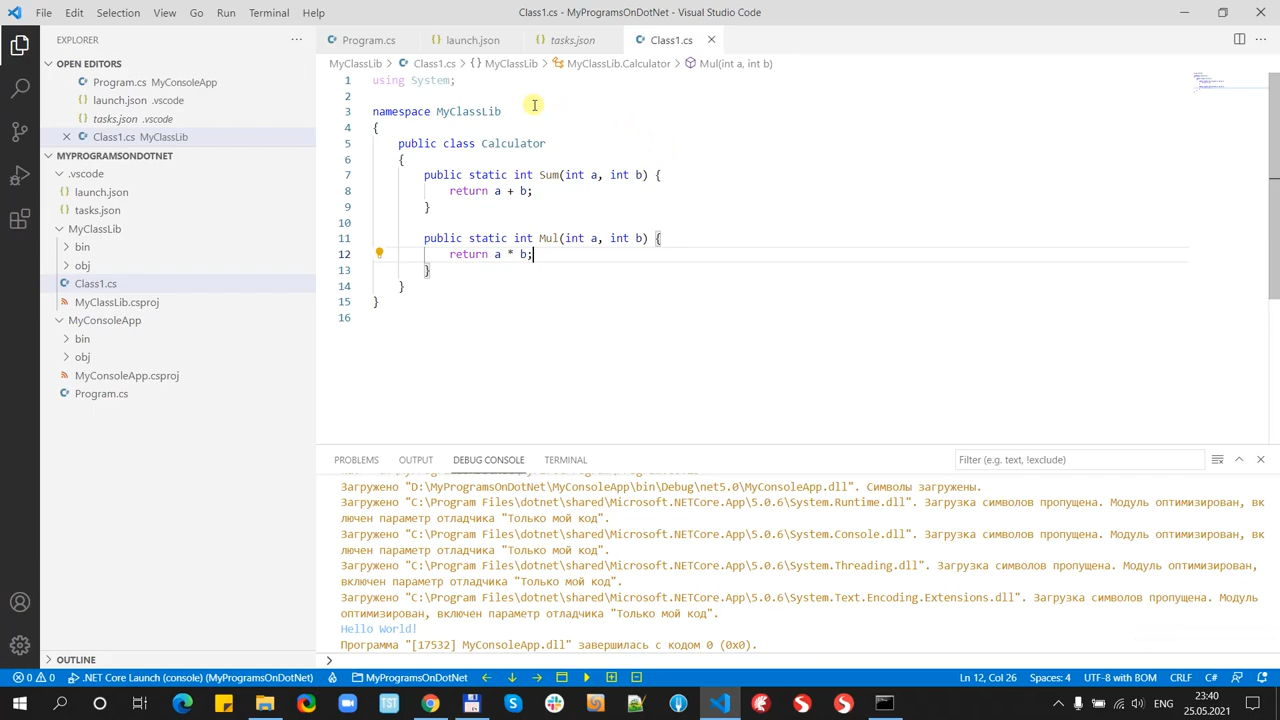 File Edit Selection View Go Run Terminal Help Class1.cs - MyProgramsOnDotNet - Visual Studio Code
EXPLORER
Program.cs launch.json tasks.json Class1.cs
OPEN EDITORS
MyClassLib > Class1.cs > {} MyClassLib > MyClassLib.Calculator > Mul(int a, int b)
Program.cs MyConsoleApp
launch.json .vscode
tasks.json .vscode
Class1.cs MyClassLib
MYPROGRAMSONDOTNET
.vscode
launch.json
tasks.json
MyClassLib
bin
obj
Class1.cs
MyClassLib.csproj
MyConsoleApp
bin
obj
MyConsoleApp.csproj
Program.cs
OUTLINE
1 using System;
2
3 namespace MyClassLib
4 {
5 public class Calculator
6 {
7 public static int Sum(int a, int b) {
8 return a + b;
9 }
10
11 public static int Mul(int a, int b) {
12 return a * b;
13 }
14 }
15 }
16
PROBLEMS OUTPUT DEBUG CONSOLE TERMINAL Filter (e.g. text, !exclude)
Загружено "D:\MyProgramsOnDotNet\MyConsoleApp\bin\Debug\net5.0\MyConsoleApp.dll". Символы загружены.
Загружено "C:\Program Files\dotnet\shared\Microsoft.NETCore.App\5.0.6\System.Runtime.dll". Загрузка символов пропущена. Модуль оптимизирован, вк
лючен параметр отладчика "Только мой код".
Загружено "C:\Program Files\dotnet\shared\Microsoft.NETCore.App\5.0.6\System.Console.dll". Загрузка символов пропущена. Модуль оптимизирован, вк
лючен параметр отладчика "Только мой код".
Загружено "C:\Program Files\dotnet\shared\Microsoft.NETCore.App\5.0.6\System.Threading.dll". Загрузка символов пропущена. Модуль оптимизирован,
включен параметр отладчика "Только мой код".
Загружено "C:\Program Files\dotnet\shared\Microsoft.NETCore.App\5.0.6\System.Text.Encoding.Extensions.dll". Загрузка символов пропущена. Модуль
оптимизирован, включен параметр отладчика "Только мой код".
Hello World!
Программа "[17532] MyConsoleApp.dll" завершилась с кодом 0 (0x0).
0 0 .NET Core Launch (console) (MyProgramsOnDotNet) MyProgramsOnDotNet Ln 12, Col 26 Spaces: 4 UTF-8 with BOM CRLF C#
TST ENG 23:40
25.05.2021